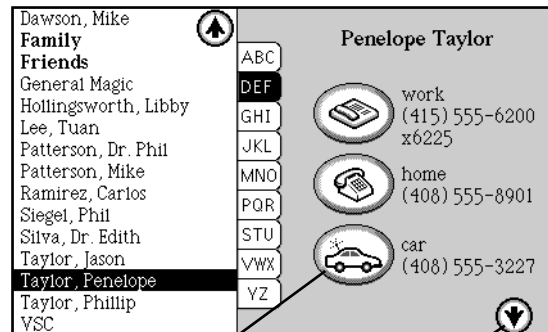 Dawson, Mike
Family
Friends
General Magic
Hollingsworth, Libby
Lee, Tuan
Patterson, Dr. Phil
Patterson, Mike
Ramirez, Carlos
Siegel, Phil
Silva, Dr. Edith
Taylor, Jason
Taylor, Penelope
Taylor, Phillip
VSC
ABC
DEF
GHI
JKL
MNO
PQR
STU
VWX
YZ
Penelope Taylor
work
(415) 555-6200
x6225
home
(408) 555-8901
car
(408) 555-3227